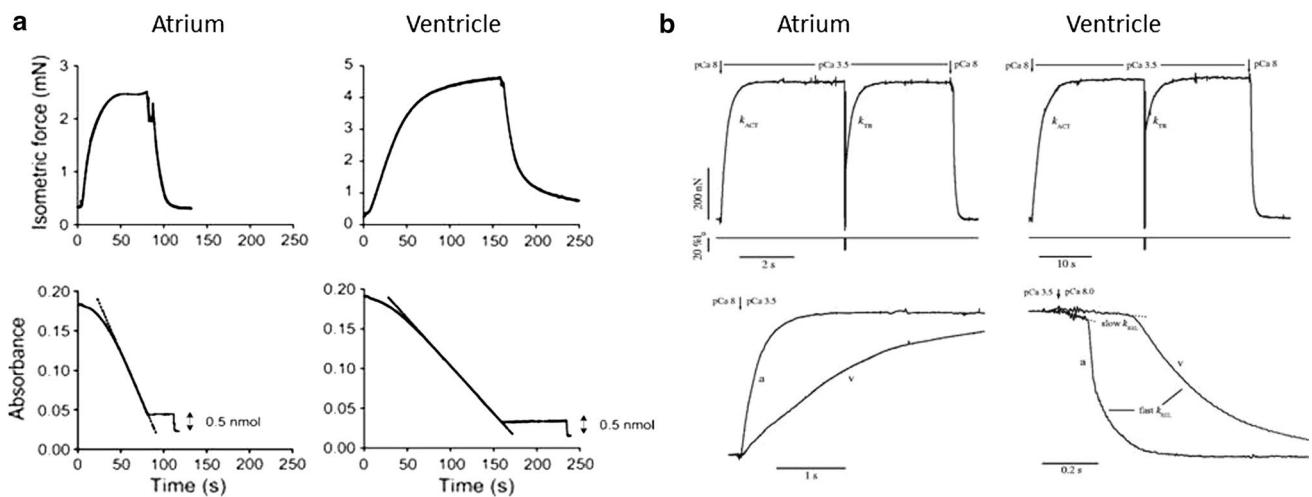 a
Atrium
Ventricle
Isometric force (mN)
3
2
1
0
0 50 100 150 200 250
5
4
3
2
1
0
0 50 100 150 200 250
Absorbance
0.20
0.15
0.10
0.05
0.00
0.5 nmol
0 50 100 150 200 250
Time (s)
0.20
0.15
0.10
0.05
0.00
0.5 nmol
0 50 100 150 200 250
Time (s)
b
Atrium
Ventricle
pCa 8 pCa 3.5 pCa 8
kACT
kTR
200 nN
20 %l0
2 s
pCa 8 pCa 3.5 pCa 8
kACT
kTR
10 s
pCa 8 pCa 3.5
a
v
1 s
pCa 3.5 pCa 8.0
slow kREL
a
v
fast kREL
0.2 s